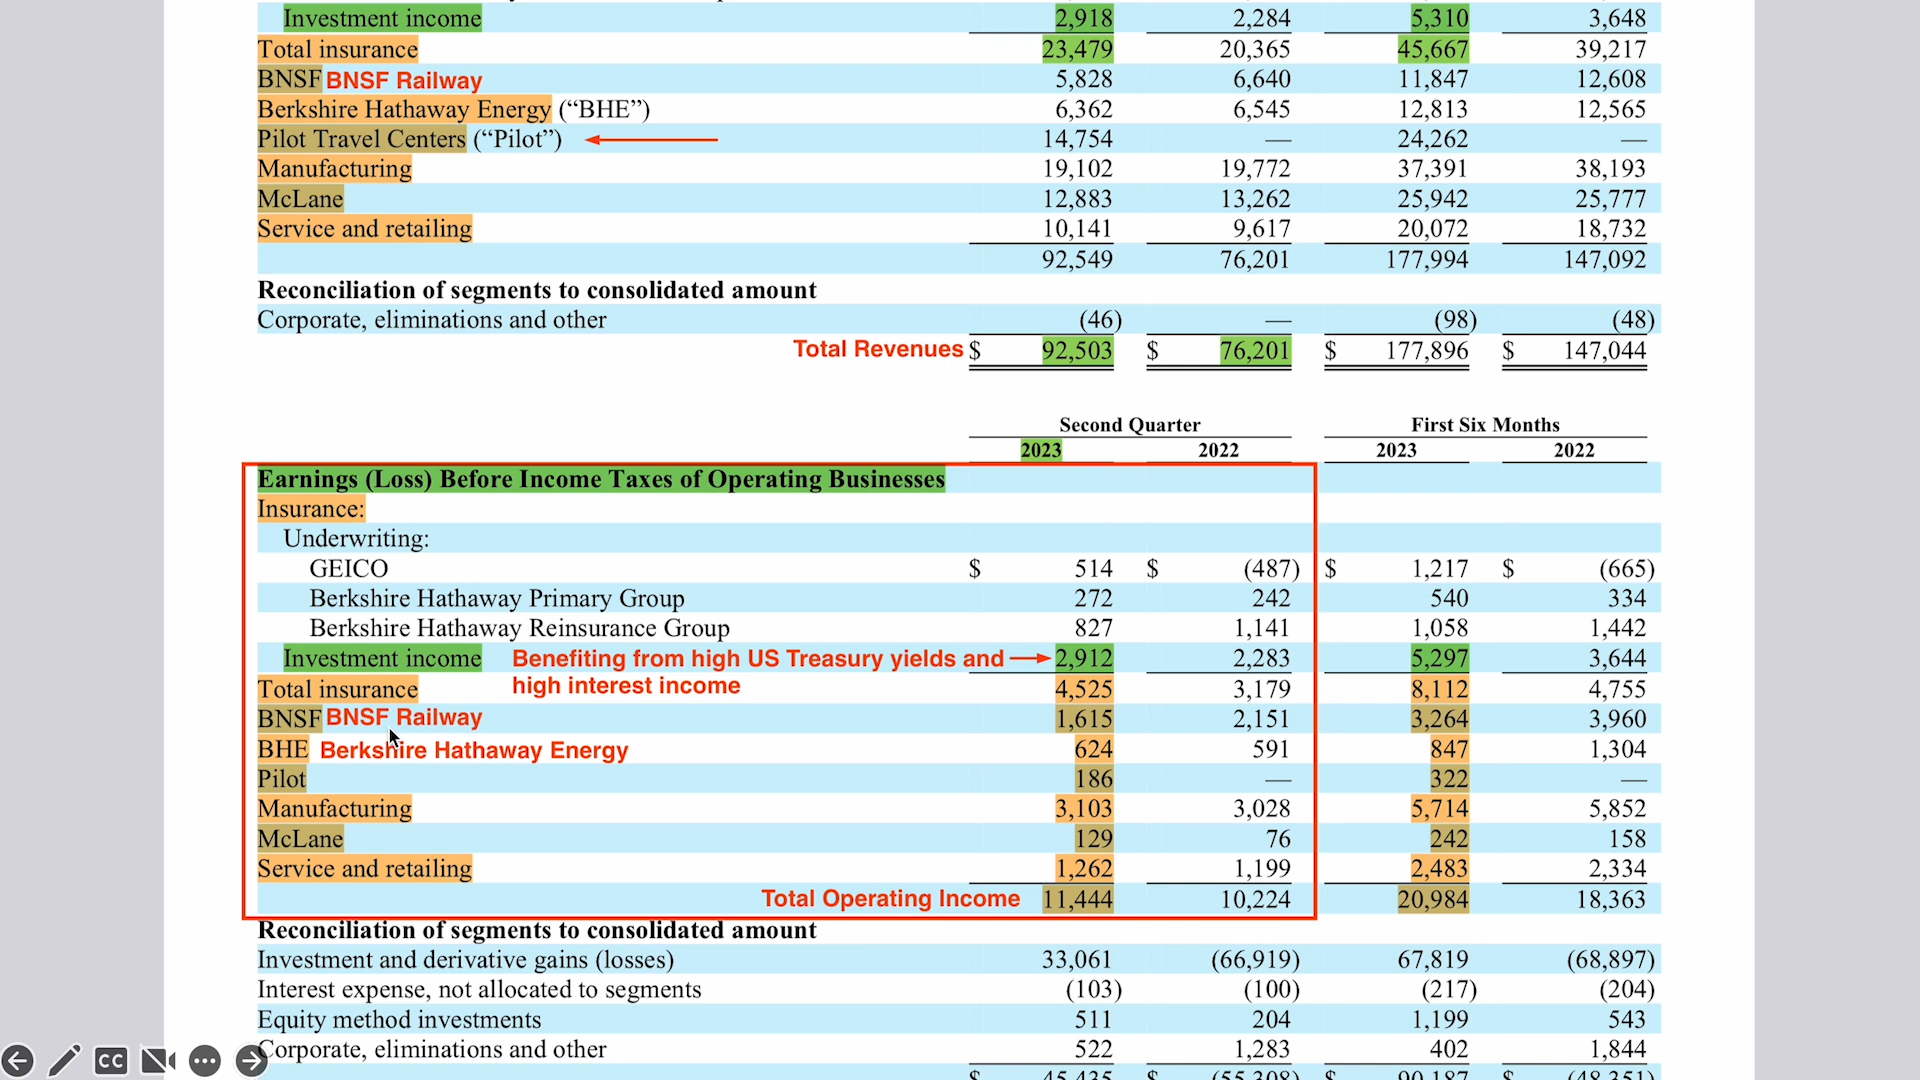 Investment income 2,918 2,284 5,310 3,648
Total insurance 23,479 20,365 45,667 39,217
BNSF BNSF Railway 5,828 6,640 11,847 12,608
Berkshire Hathaway Energy (“BHE”) 6,362 6,545 12,813 12,565
Pilot Travel Centers (“Pilot”) 14,754 — 24,262 —
Manufacturing 19,102 19,772 37,391 38,193
McLane 12,883 13,262 25,942 25,777
Service and retailing 10,141 9,617 20,072 18,732
92,549 76,201 177,994 147,092
Reconciliation of segments to consolidated amount
Corporate, eliminations and other (46) — (98) (48)
Total Revenues $ 92,503 $ 76,201 $ 177,896 $ 147,044
Second Quarter First Six Months
2023 2022 2023 2022
Earnings (Loss) Before Income Taxes of Operating Businesses
Insurance:
Underwriting:
GEICO $ 514 $ (487) $ 1,217 $ (665)
Berkshire Hathaway Primary Group 272 242 540 334
Berkshire Hathaway Reinsurance Group 827 1,141 1,058 1,442
Investment income Benefiting from high US Treasury yields and 2,912 2,283 5,297 3,644
high interest income
Total insurance 4,525 3,179 8,112 4,755
BNSF BNSF Railway 1,615 2,151 3,264 3,960
BHE Berkshire Hathaway Energy 624 591 847 1,304
Pilot 186 — 322 —
Manufacturing 3,103 3,028 5,714 5,852
McLane 129 76 242 158
Service and retailing 1,262 1,199 2,483 2,334
Total Operating Income 11,444 10,224 20,984 18,363
Reconciliation of segments to consolidated amount
Investment and derivative gains (losses) 33,061 (66,919) 67,819 (68,897)
Interest expense, not allocated to segments (103) (100) (217) (204)
Equity method investments 511 204 1,199 543
Corporate, eliminations and other 522 1,283 402 1,844
$ 45,435 $ (55,308) $ 90,187 $ (48,351)
CC